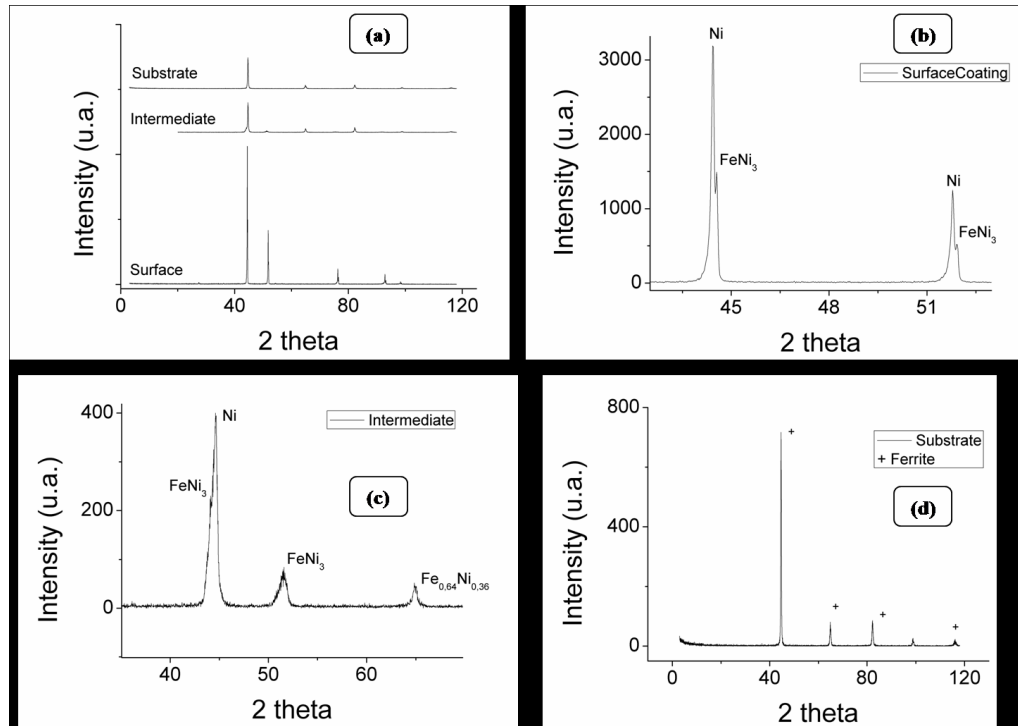 (a)
Substrate
Intermediate
Surface
Intensity (u.a.)
0 40 80 120
2 theta
(b)
Ni
SurfaceCoating
FeNi3
Ni
FeNi3
3000
2000
1000
0
Intensity (u.a.)
45 48 51
2 theta
(c)
Ni
Intermediate
FeNi3
FeNi3
Fe0,64Ni0,36
400
200
0
Intensity (u.a.)
40 50 60
2 theta
(d)
Substrate
+ Ferrite
+
+
+
+
800
400
0
Intensity (u.a.)
0 40 80 120
2 theta